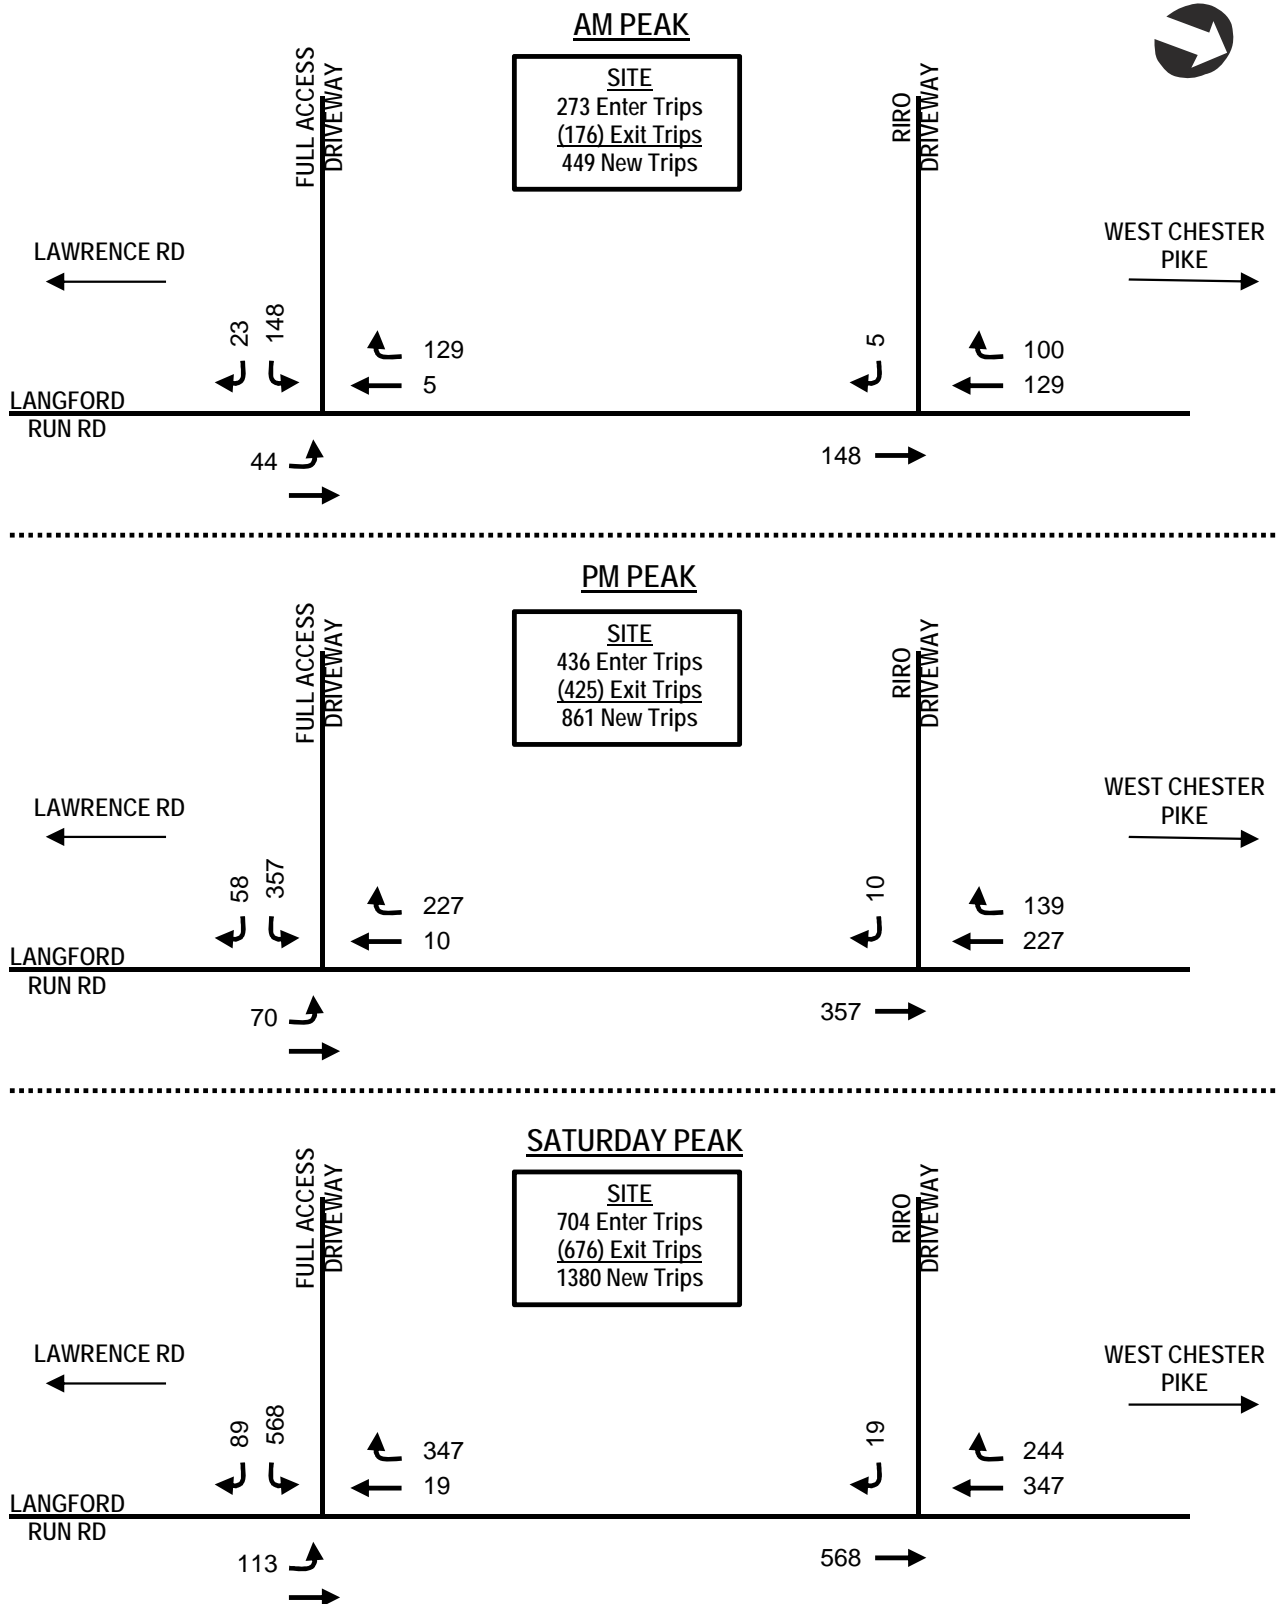 AM PEAK
FULL ACCESS
DRIVEWAY
SITE
273 Enter Trips
(176) Exit Trips
449 New Trips
RIRO
DRIVEWAY
LAWRENCE RD
WEST CHESTER
PIKE
23
148
129
5
5
100
129
LANGFORD
RUN RD
44
148
PM PEAK
FULL ACCESS
DRIVEWAY
SITE
436 Enter Trips
(425) Exit Trips
861 New Trips
RIRO
DRIVEWAY
LAWRENCE RD
WEST CHESTER
PIKE
58
357
227
10
10
139
227
LANGFORD
RUN RD
70
357
SATURDAY PEAK
FULL ACCESS
DRIVEWAY
SITE
704 Enter Trips
(676) Exit Trips
1380 New Trips
RIRO
DRIVEWAY
LAWRENCE RD
WEST CHESTER
PIKE
89
568
347
19
19
244
347
LANGFORD
RUN RD
113
568